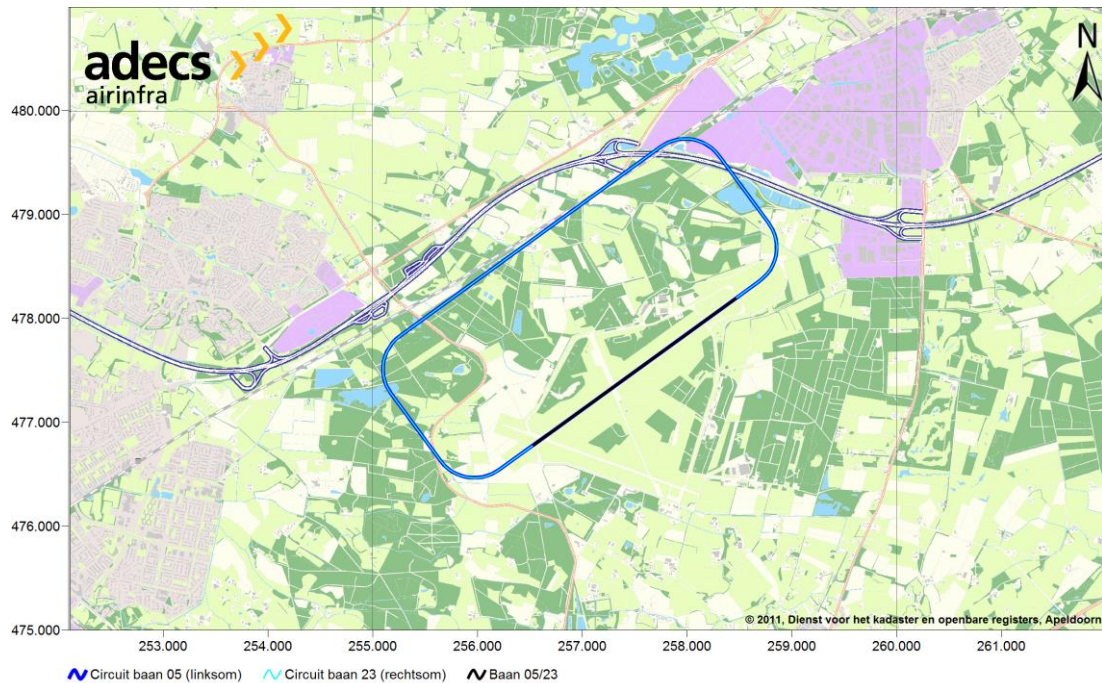 adecs
airinfra
N
480.000
479.000
478.000
477.000
476.000
475.000
© 2011, Dienst voor het kadaster en openbare registers, Apeldoorn
253.000 254.000 255.000 256.000 257.000 258.000 259.000 260.000 261.000
Circuit baan 05 (linksom) Circuit baan 23 (rechtsom) Baan 05/23